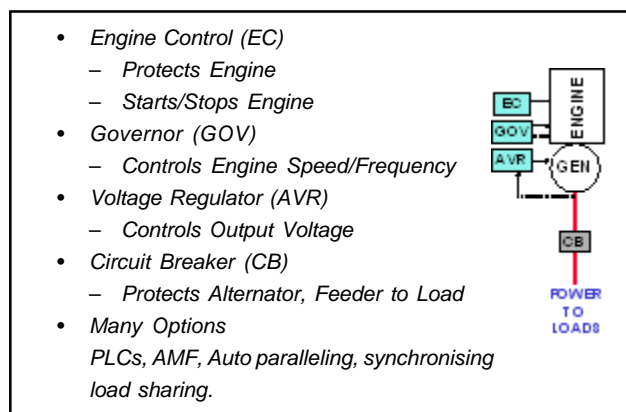 • Engine Control (EC)
– Protects Engine
– Starts/Stops Engine
• Governor (GOV)
– Controls Engine Speed/Frequency
• Voltage Regulator (AVR)
– Controls Output Voltage
• Circuit Breaker (CB)
– Protects Alternator, Feeder to Load
• Many Options
PLCs, AMF, Auto paralleling, synchronising
load sharing.
ENGINE
EC
GOV
AVR
GEN
CB
POWER
TO
LOADS